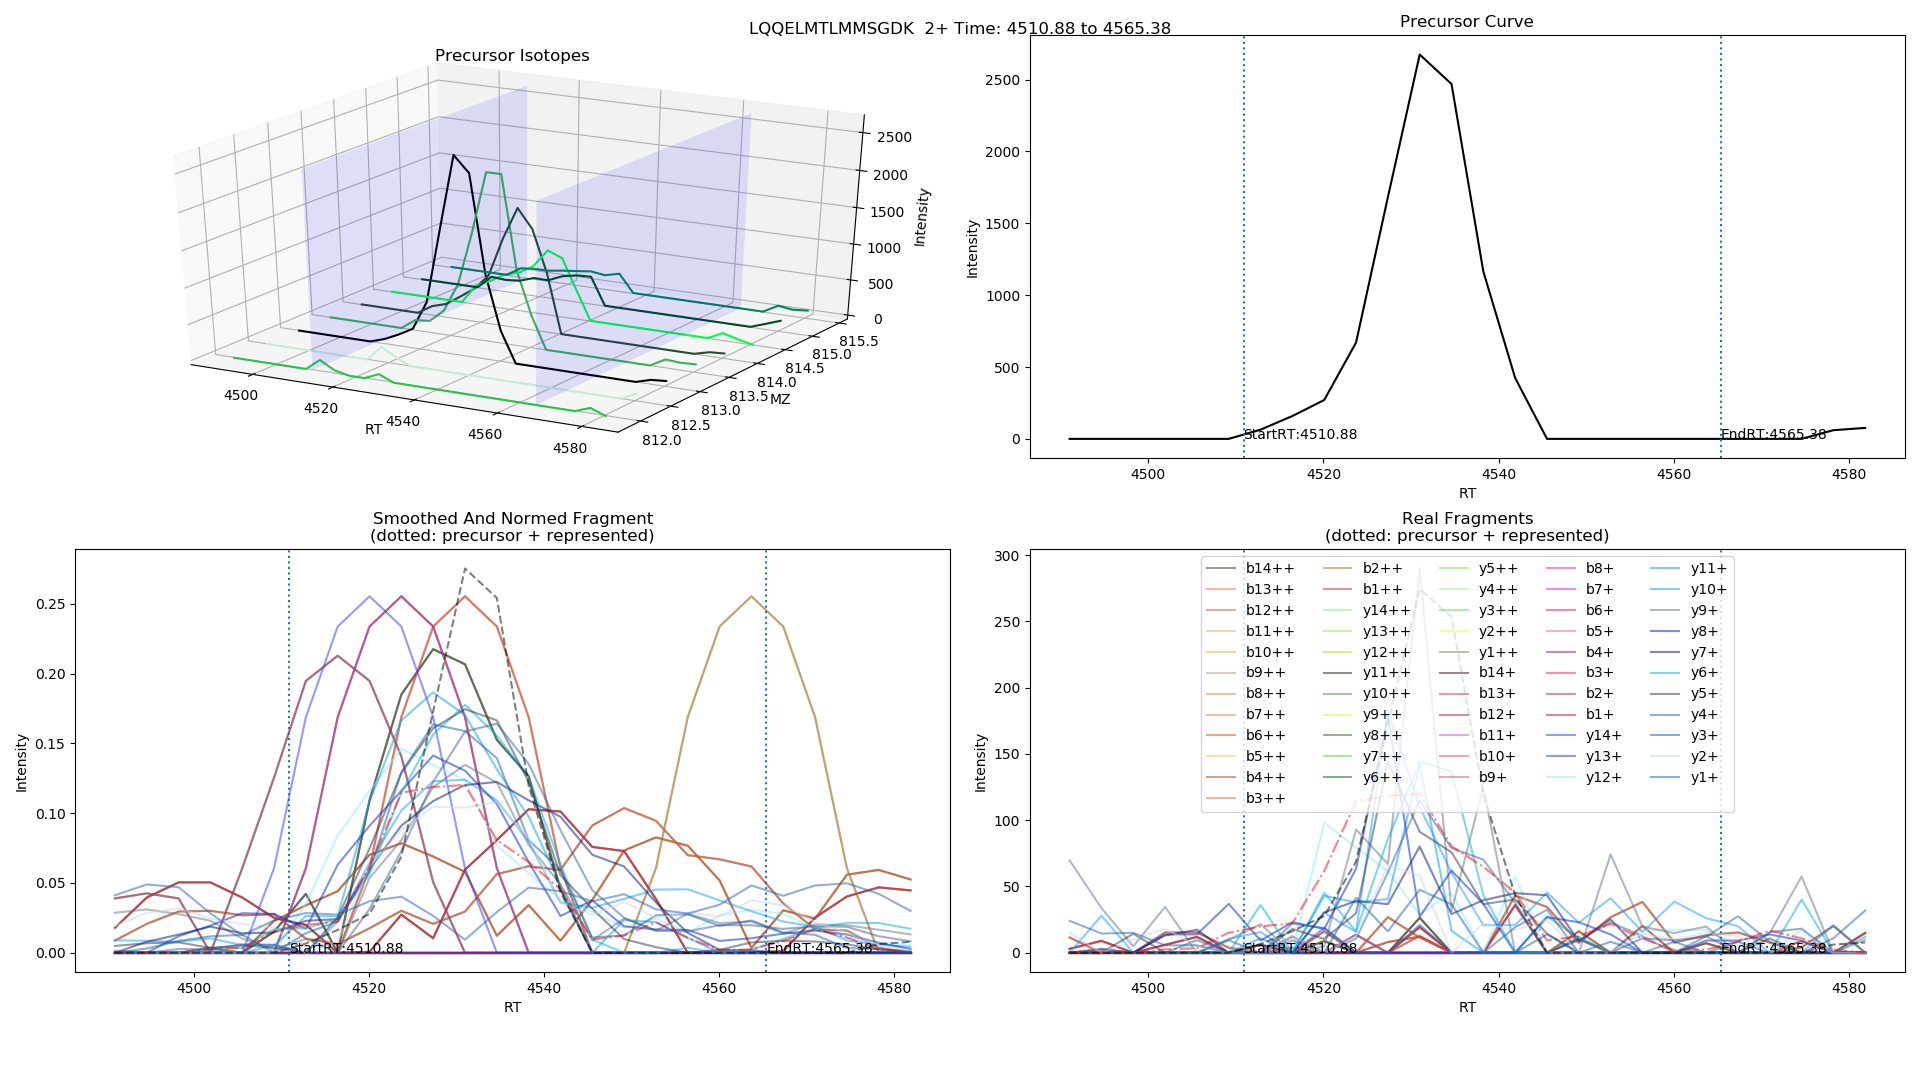 LQQELMTLMMSGDK  2+ Time: 4510.88 to 4565.38
Precursor Isotopes
2500
2000
1500
1000
500
0
Intensity
4500
4520
4540
4560
4580
RT
812.0
812.5
813.0
813.5
814.0
814.5
815.0
815.5
MZ
Precursor Curve
2500
2000
1500
1000
500
0
Intensity
StartRT:4510.88
EndRT:4565.38
4500
4520
4540
4560
4580
RT
Smoothed And Normed Fragment
(dotted: precursor + represented)
0.25
0.20
0.15
0.10
0.05
0.00
Intensity
StartRT:4510.88
EndRT:4565.38
4500
4520
4540
4560
4580
RT
Real Fragments
(dotted: precursor + represented)
300
250
200
150
100
50
0
Intensity
b14++
b13++
b12++
b11++
b10++
b9++
b8++
b7++
b6++
b5++
b4++
b3++
b2++
b1++
y14++
y13++
y12++
y11++
y10++
y9++
y8++
y7++
y6++
y5++
y4++
y3++
y2++
y1++
b14+
b13+
b12+
b11+
b10+
b9+
b8+
b7+
b6+
b5+
b4+
b3+
b2+
b1+
y14+
y13+
y12+
y11+
y10+
y9+
y8+
y7+
y6+
y5+
y4+
y3+
y2+
y1+
StartRT:4510.88
EndRT:4565.38
4500
4520
4540
4560
4580
RT